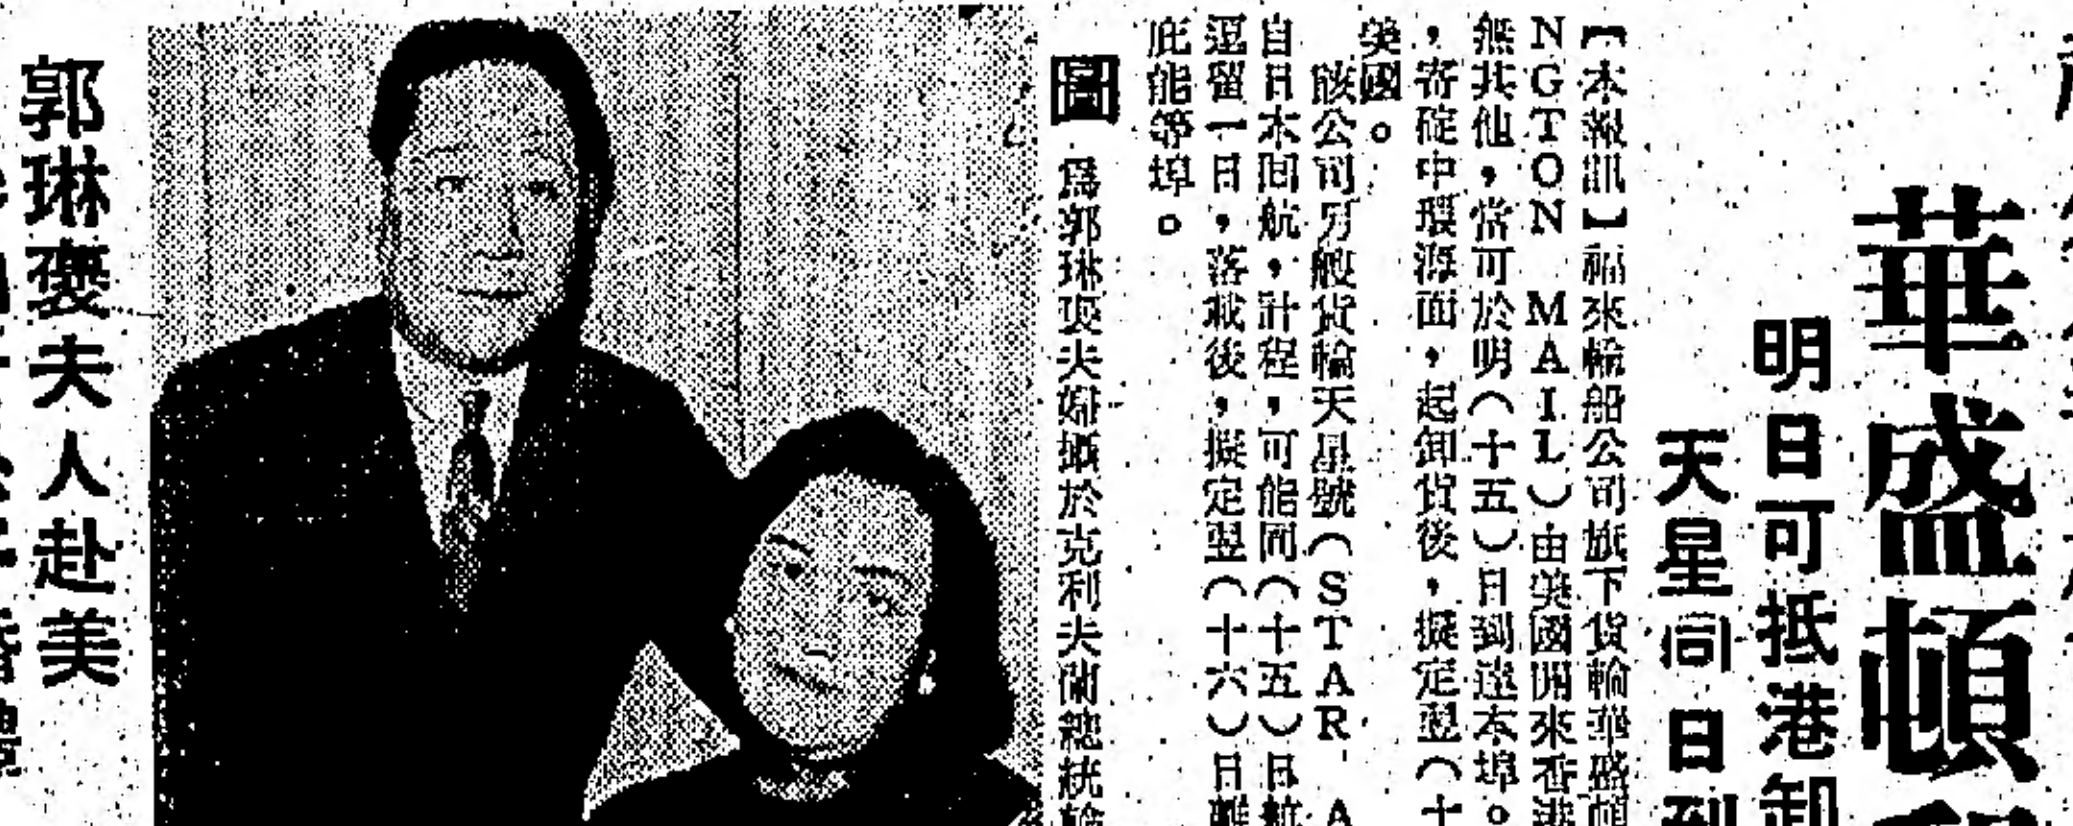 華盛頓
明日可抵港卸
天星同日到
【本報訊】福來輪船公司旗下貨輪華盛頓
NGTON MAIL)由美國開來香港
無其他,當可於明(十五)日到達本埠。
,寄碇中環海面,起卸貨後,擬定翌(十
美國。
該公司另艘貨輪天星號(STAR A
自日本間航,計程,可能同(十五)日抵
逗留一日,落載後,擬定翌(十六)日離
庇能等埠。
圖為郭琳褒夫婦攝於克利夫蘭總統輪
郭琳褒夫人赴美